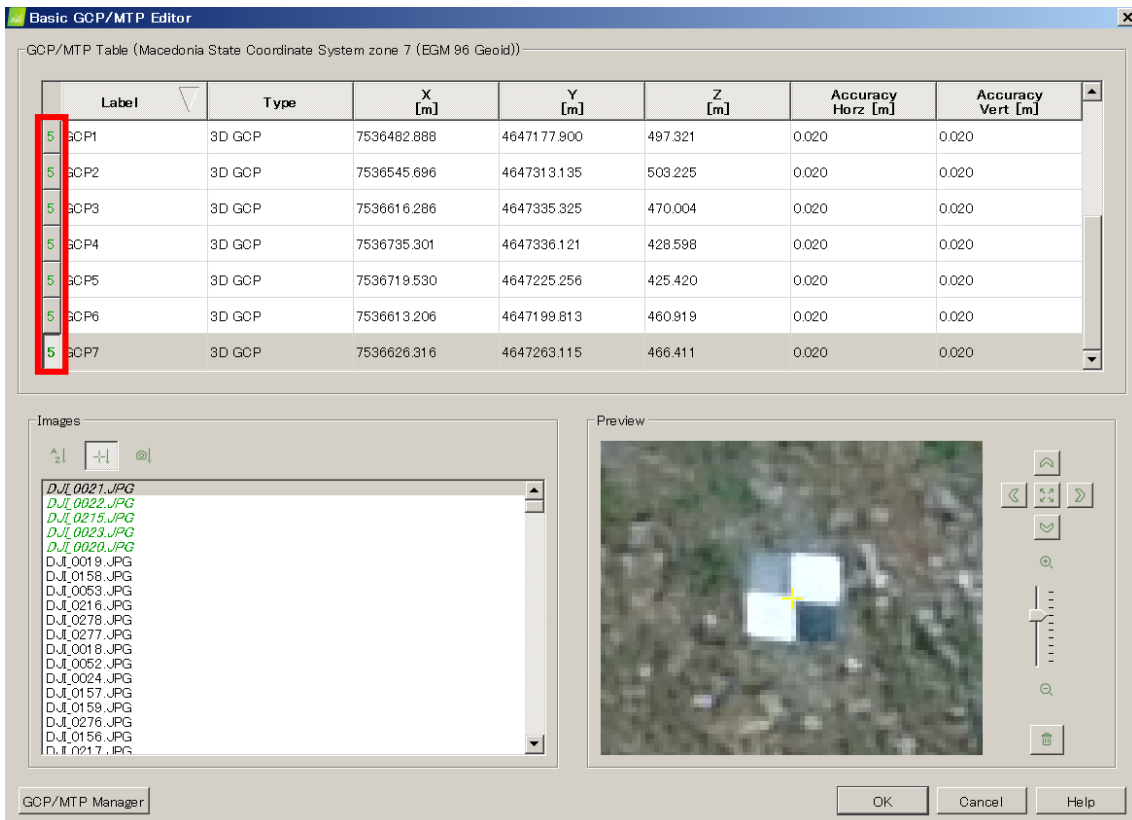 Basic GCP/MTP Editor
GCP/MTP Table (Macedonia State Coordinate System zone 7 (EGM 96 Geoid))
Label Type X [m] Y [m] Z [m] Accuracy Horz [m] Accuracy Vert [m]
5 GCP1 3D GCP 7536482.888 4647177.900 497.321 0.020 0.020
5 GCP2 3D GCP 7536545.696 4647313.135 503.225 0.020 0.020
5 GCP3 3D GCP 7536616.286 4647335.325 470.004 0.020 0.020
5 GCP4 3D GCP 7536735.301 4647336.121 428.598 0.020 0.020
5 GCP5 3D GCP 7536719.530 4647225.256 425.420 0.020 0.020
5 GCP6 3D GCP 7536613.206 4647199.813 460.919 0.020 0.020
5 GCP7 3D GCP 7536626.316 4647263.115 466.411 0.020 0.020
Images
DJI_0021.JPG
DJI_0022.JPG
DJI_0215.JPG
DJI_0023.JPG
DJI_0020.JPG
DJI_0019.JPG
DJI_0158.JPG
DJI_0053.JPG
DJI_0216.JPG
DJI_0278.JPG
DJI_0277.JPG
DJI_0018.JPG
DJI_0052.JPG
DJI_0024.JPG
DJI_0157.JPG
DJI_0159.JPG
DJI_0276.JPG
DJI_0156.JPG
DJI_0217.JPG
Preview
GCP/MTP Manager
OK Cancel Help